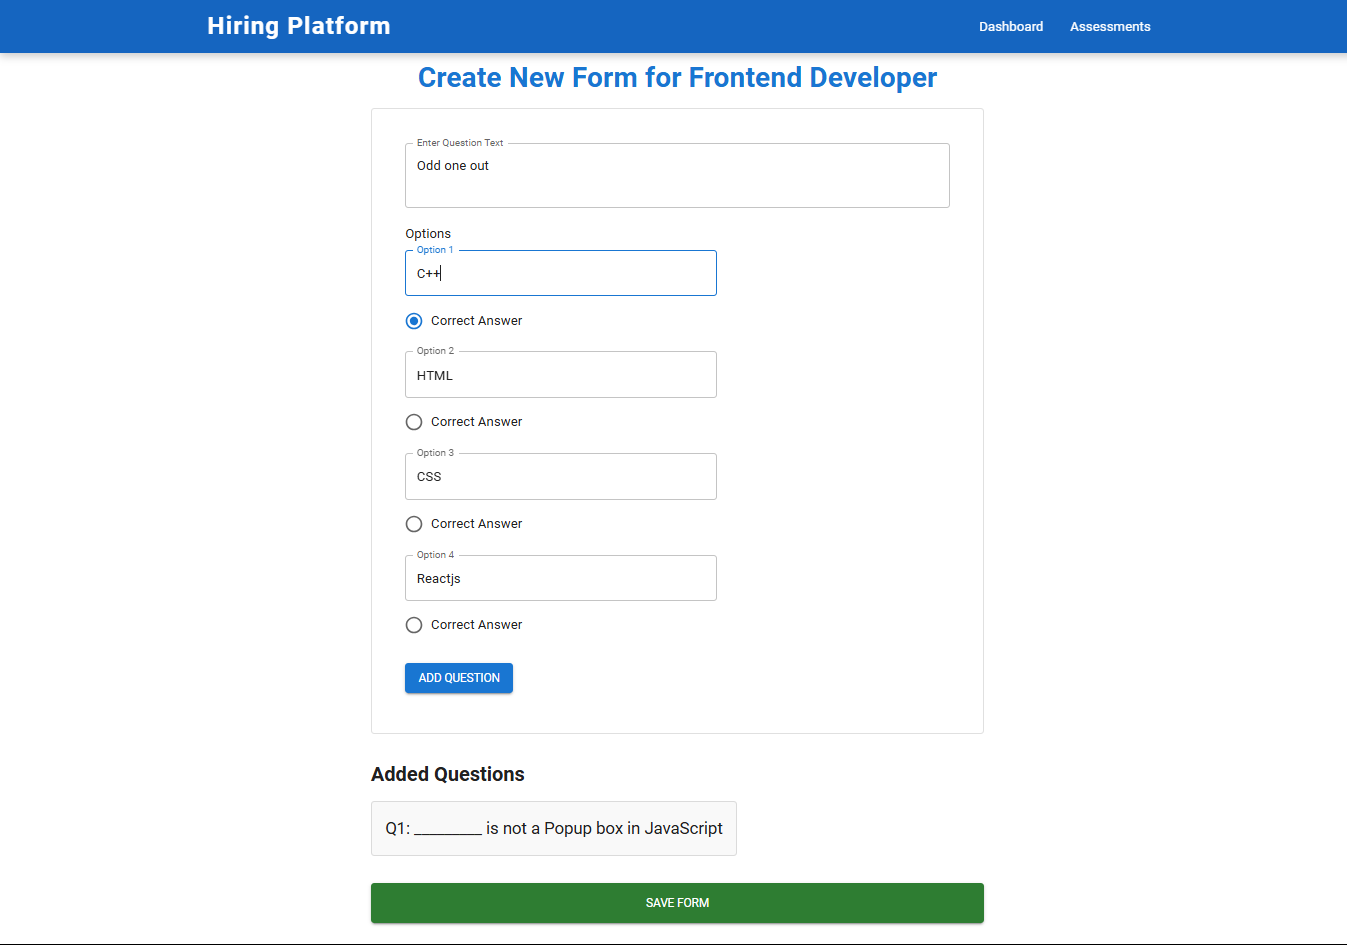 Hiring Platform
Dashboard Assessments
Create New Form for Frontend Developer
Enter Question Text
Odd one out
Options
Option 1
C++
Correct Answer
Option 2
HTML
Correct Answer
Option 3
CSS
Correct Answer
Option 4
Reactjs
Correct Answer
ADD QUESTION
Added Questions
Q1: _________ is not a Popup box in JavaScript
SAVE FORM